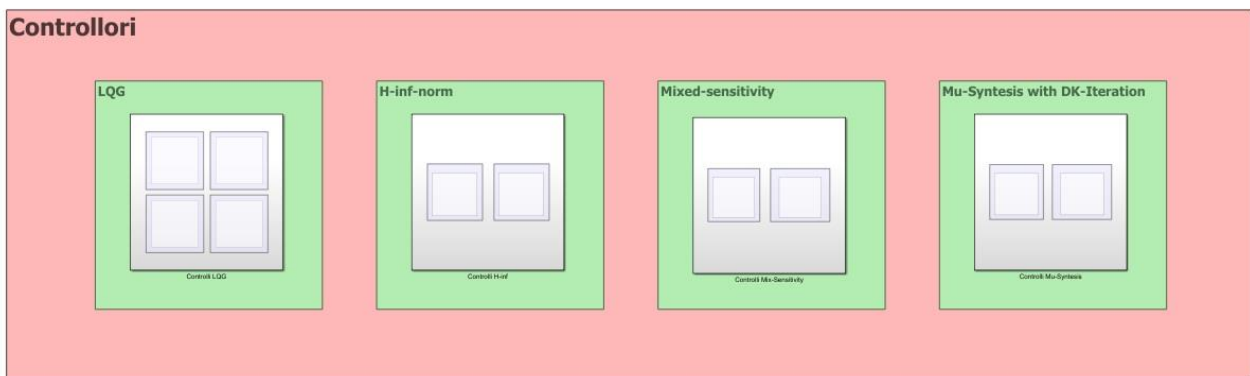 Controllori
LQG
H-inf-norm
Mixed-sensitivity
Mu-Syntesis with DK-Iteration
Controlli LQG
Controlli H-inf
Controlli Mix-Sensitivity
Controlli Mu-Syntesis